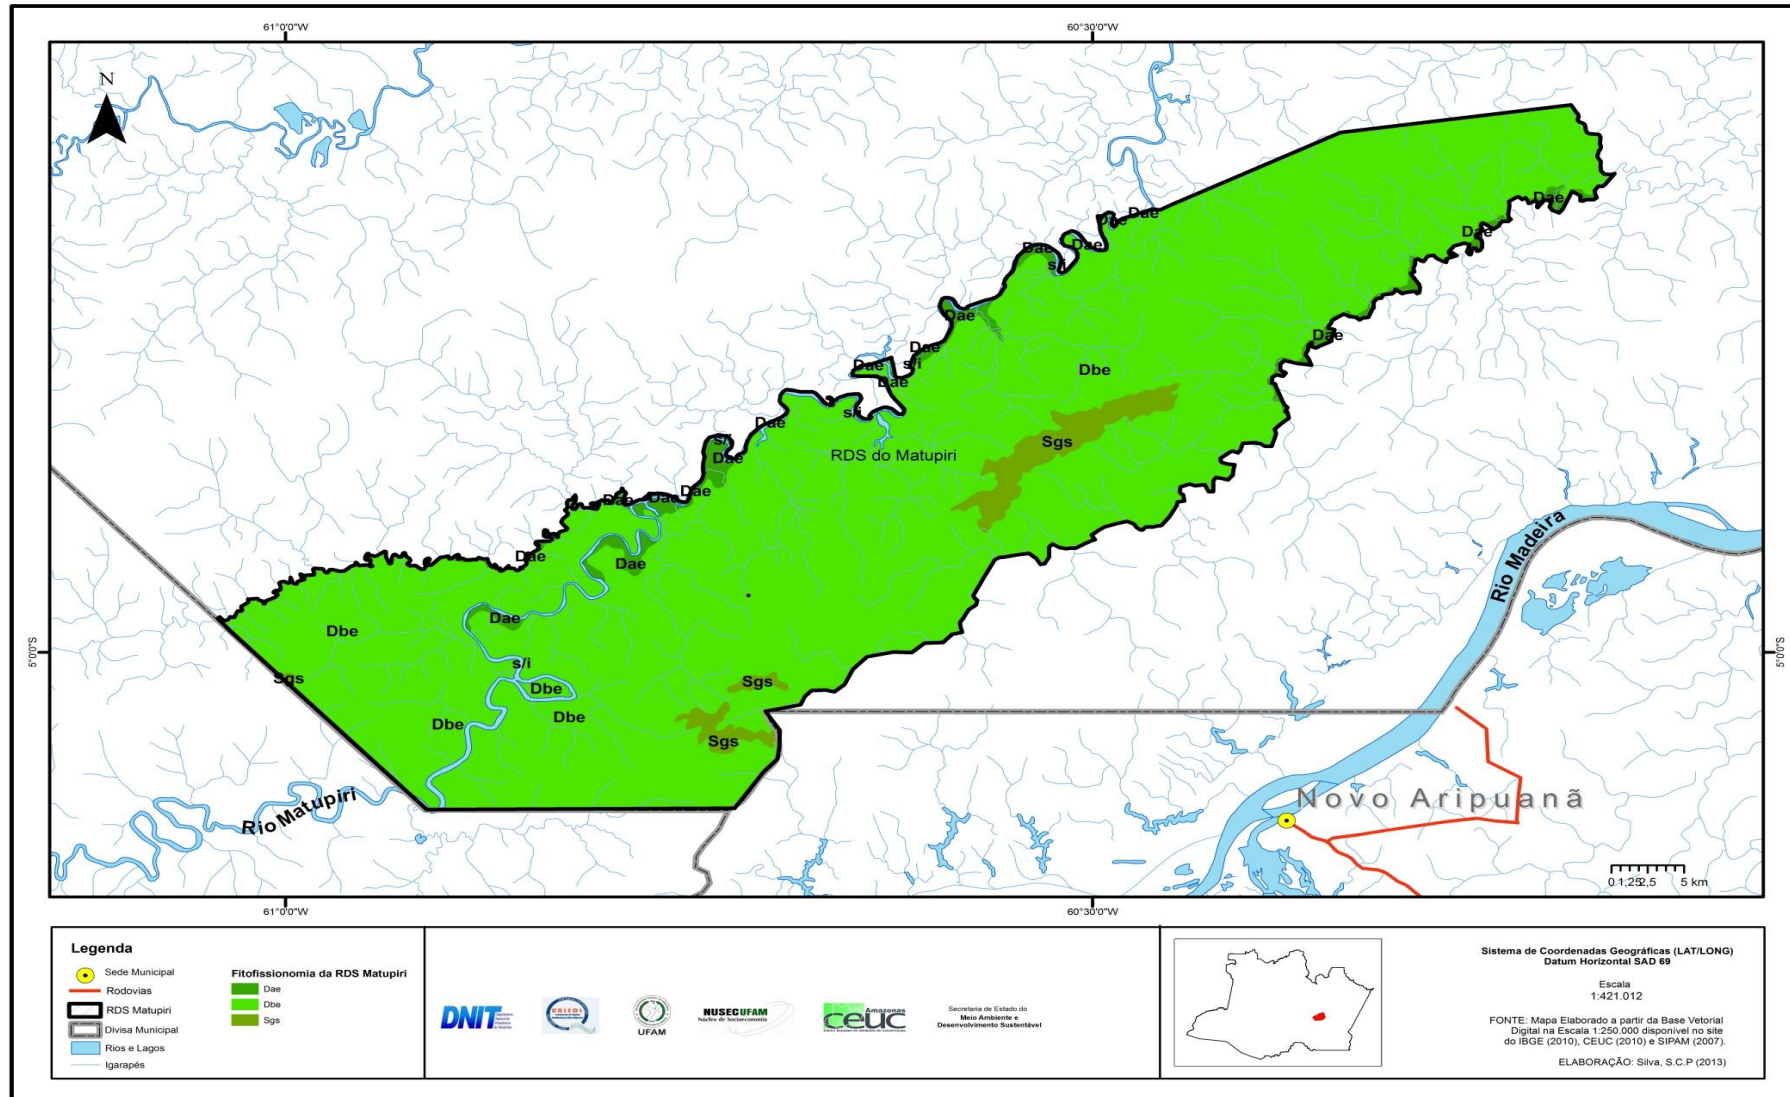 61°0'0"W
60°30'0"W
N
Dae
Dae
Dae
Dae
Dae
Dae
s/i
Dae
Dae
Dae
Dae
Dae
s/i
Dae
Dbe
s/i
Dae
s/i
Sgs
RDS do Matupiri
Dae
Dae
Dae
Dae
Dae
Dae
Rio Madeira
Dae
Dbe
5°0'0"S
5°0'0"S
s/i
Sgs
Sgs
Dbe
Dbe
Dbe
Sgs
Rio Matupiri
Novo Aripuanã
0 1,25 2,5 5 km
61°0'0"W
60°30'0"W
Legenda
Sede Municipal
Rodovias
RDS Matupiri
Divisa Municipal
Rios e Lagos
Igarapés
Fitofissionomia da RDS Matupiri
Dae
Dbe
Sgs
DNIT
UNISOL
UFAM
NUSECUFAM
Núcleo de Socioeconomia
Amazonas
ceuc
Secretaria de Estado do
Meio Ambiente e
Desenvolvimento Sustentável
Sistema de Coordenadas Geográficas (LAT/LONG)
Datum Horizontal SAD 69
Escala
1:421.012
FONTE: Mapa Elaborado a partir da Base Vetorial
Digital na Escala 1:250.000 disponível no site
do IBGE (2010), CEUC (2010) e SIPAM (2007).
ELABORAÇÃO: Silva, S.C.P (2013)